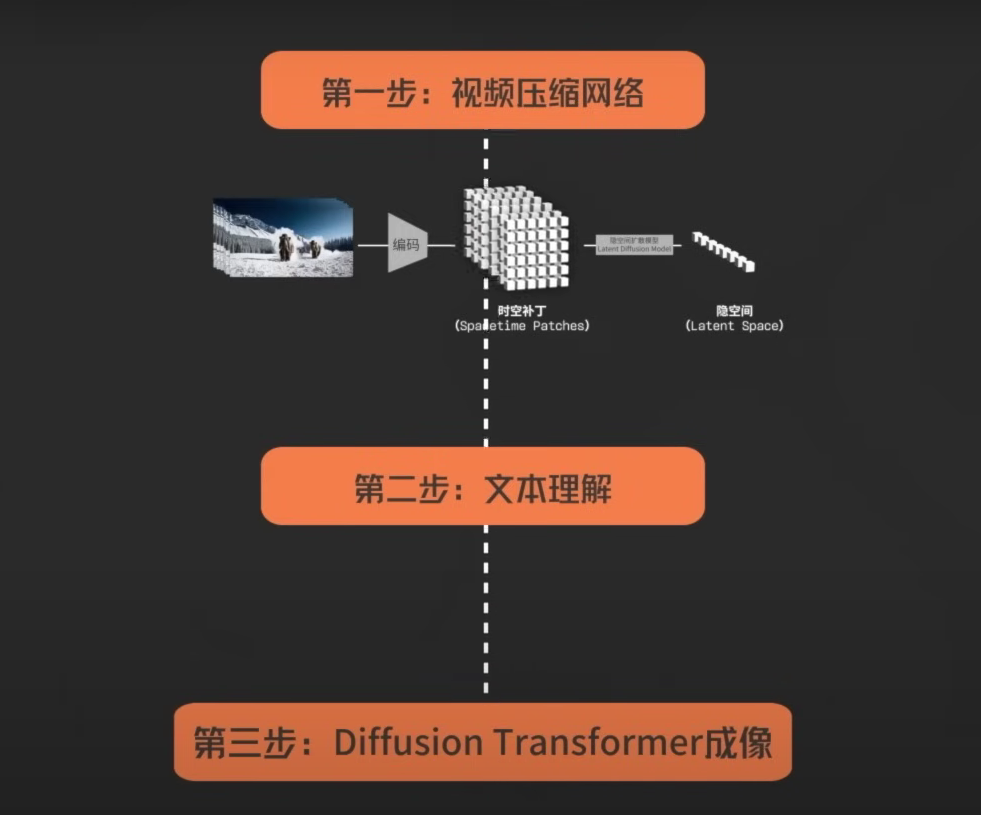 第一步：视频压缩网络
编码
隐空间扩散模型
Latent Diffusion Model
时空补丁
(Spacetime Patches)
隐空间
(Latent Space)
第二步：文本理解
第三步：Diffusion Transformer成像